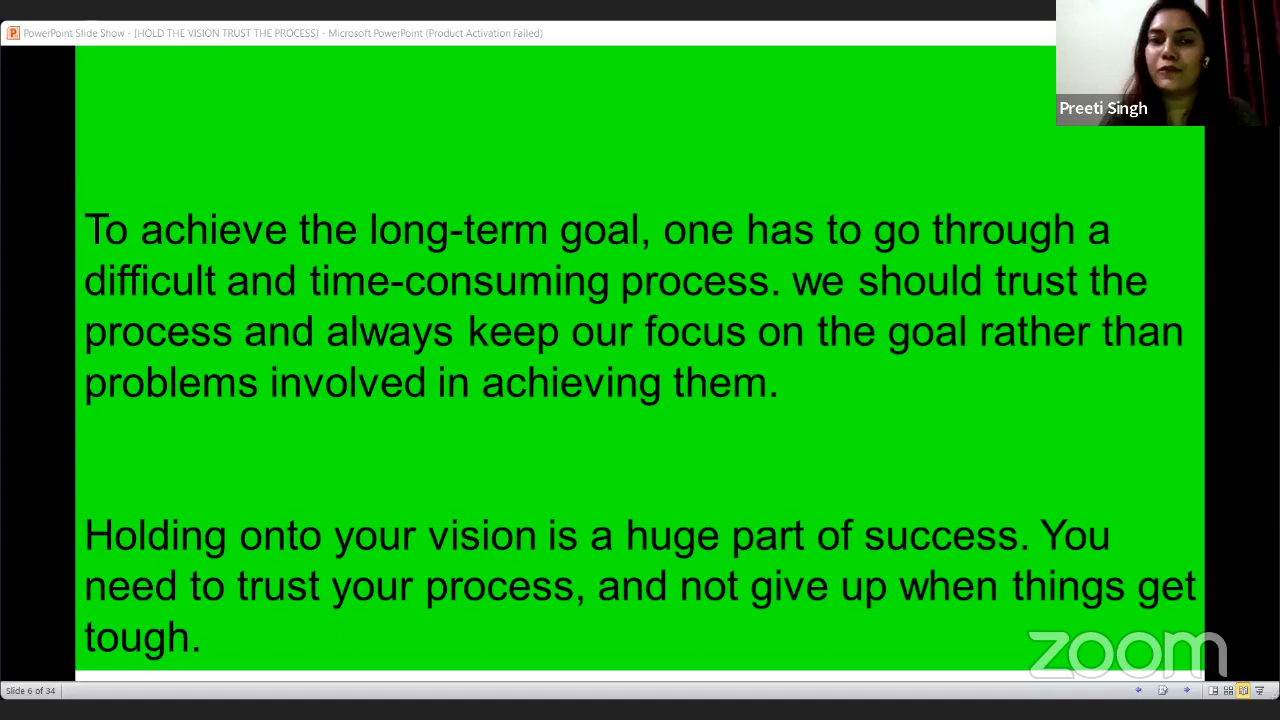 PowerPoint Slide Show - [HOLD THE VISION TRUST THE PROCESS] - Microsoft PowerPoint (Product Activation Failed)
Preeti Singh
To achieve the long-term goal, one has to go through a
difficult and time-consuming process. we should trust the
process and always keep our focus on the goal rather than
problems involved in achieving them.
Holding onto your vision is a huge part of success. You
need to trust your process, and not give up when things get
tough.
zoom
Slide 6 of 34